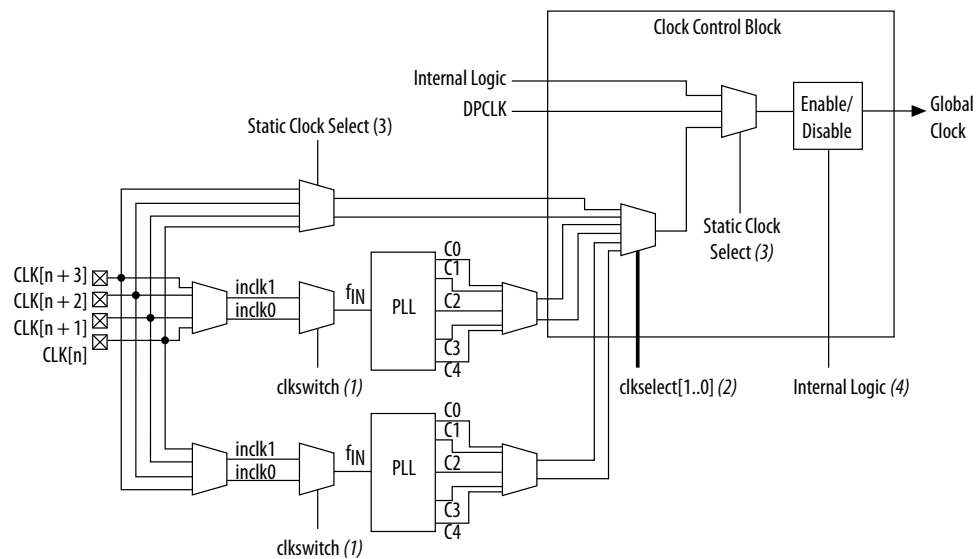 Clock Control Block
Internal Logic
DPCLK
Enable/
Disable
Global
Clock
Static Clock Select (3)
Static Clock
Select (3)
CLK[n + 3]
CLK[n + 2]
CLK[n + 1]
CLK[n]
inclk1
inclk0
fIN
PLL
C0
C1
C2
C3
C4
clkswitch (1)
clkselect[1..0] (2)
Internal Logic (4)
inclk1
inclk0
fIN
PLL
C0
C1
C2
C3
C4
clkswitch (1)